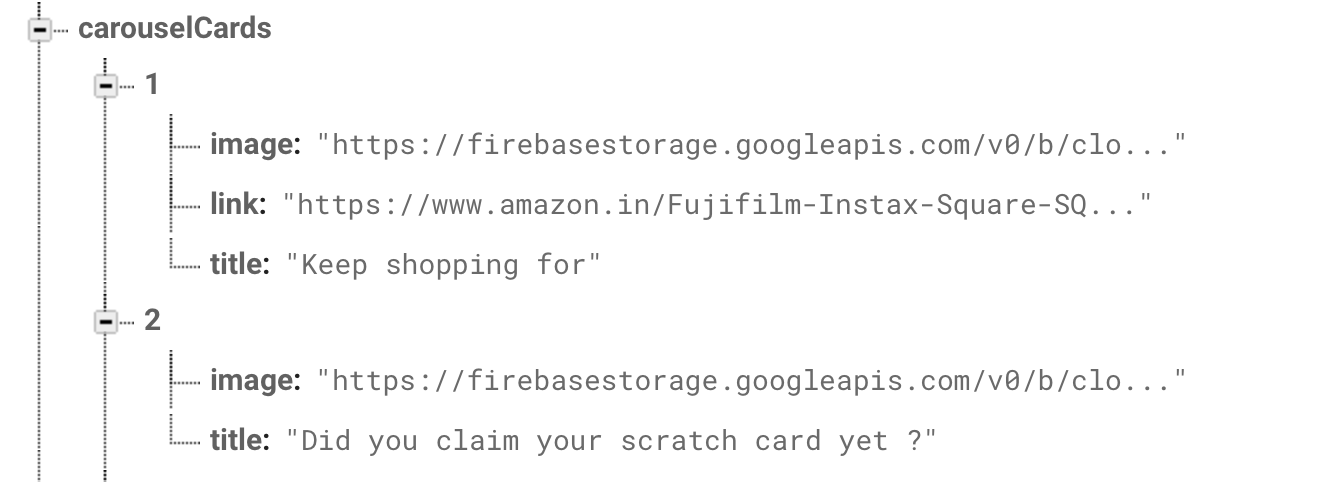 carouselCards
1
image: "https://firebasestorage.googleapis.com/v0/b/clo..."
link: "https://www.amazon.in/Fujifilm-Instax-Square-SQ..."
title: "Keep shopping for"
2
image: "https://firebasestorage.googleapis.com/v0/b/clo..."
title: "Did you claim your scratch card yet ?"